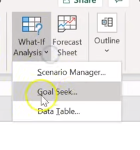 Share
What-If Forecast Outline
Analysis Sheet
Scenario Manager...
Goal Seek...
Data Table...